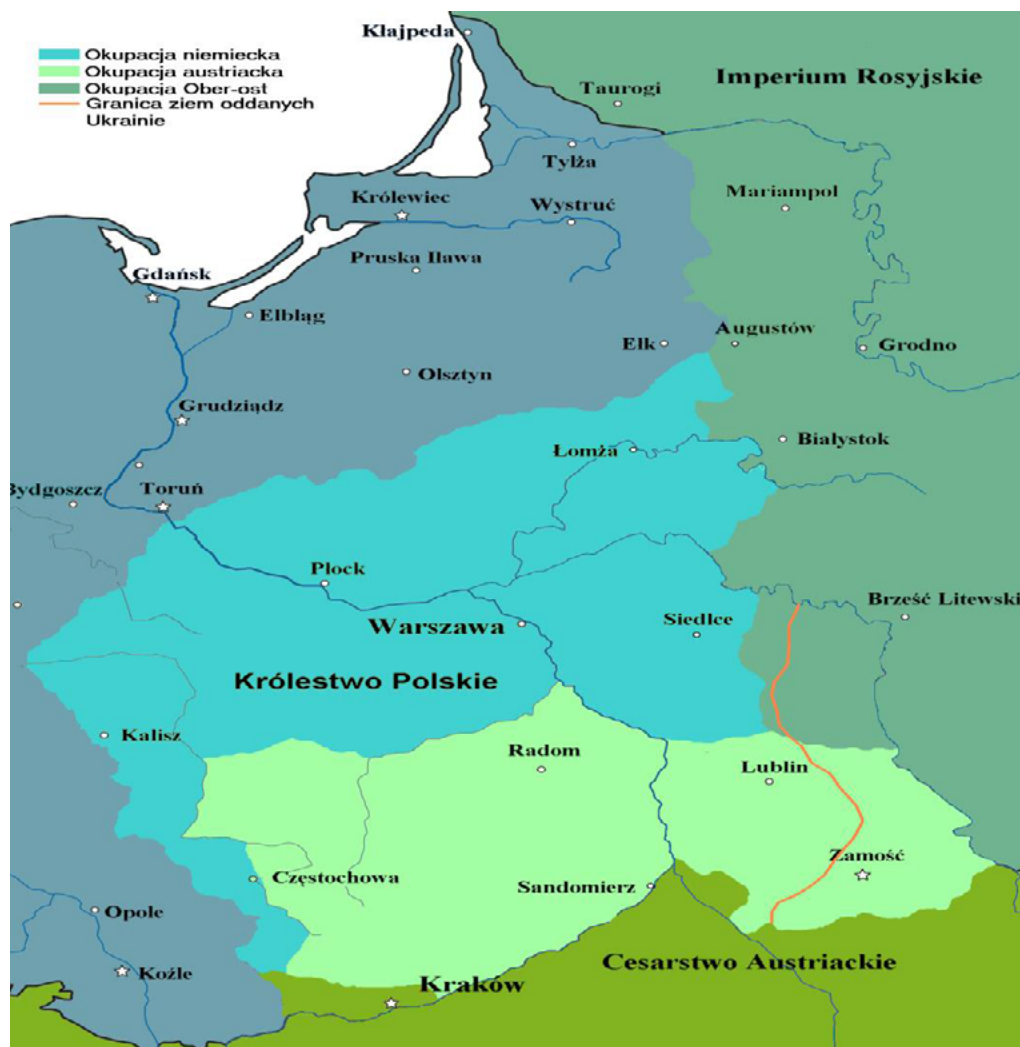 Kłajpeda
Okupacja niemiecka
Okupacja austriacka
Okupacja Ober-ost
Granica ziem oddanych
Ukrainie
Imperium Rosyjskie
Taurogi
Tylża
Królewiec
Wystruć
Mariampol
Pruska Iława
Gdańsk
Elbląg
Ełk
Augustów
Grodno
Olsztyn
Grudziądz
Łomża
Białystok
Bydgoszcz
Toruń
Płock
Warszawa
Siedlce
Brześć Litewski
Królestwo Polskie
Kalisz
Radom
Lublin
Częstochowa
Sandomierz
Zamość
Opole
Koźle
Kraków
Cesarstwo Austriackie